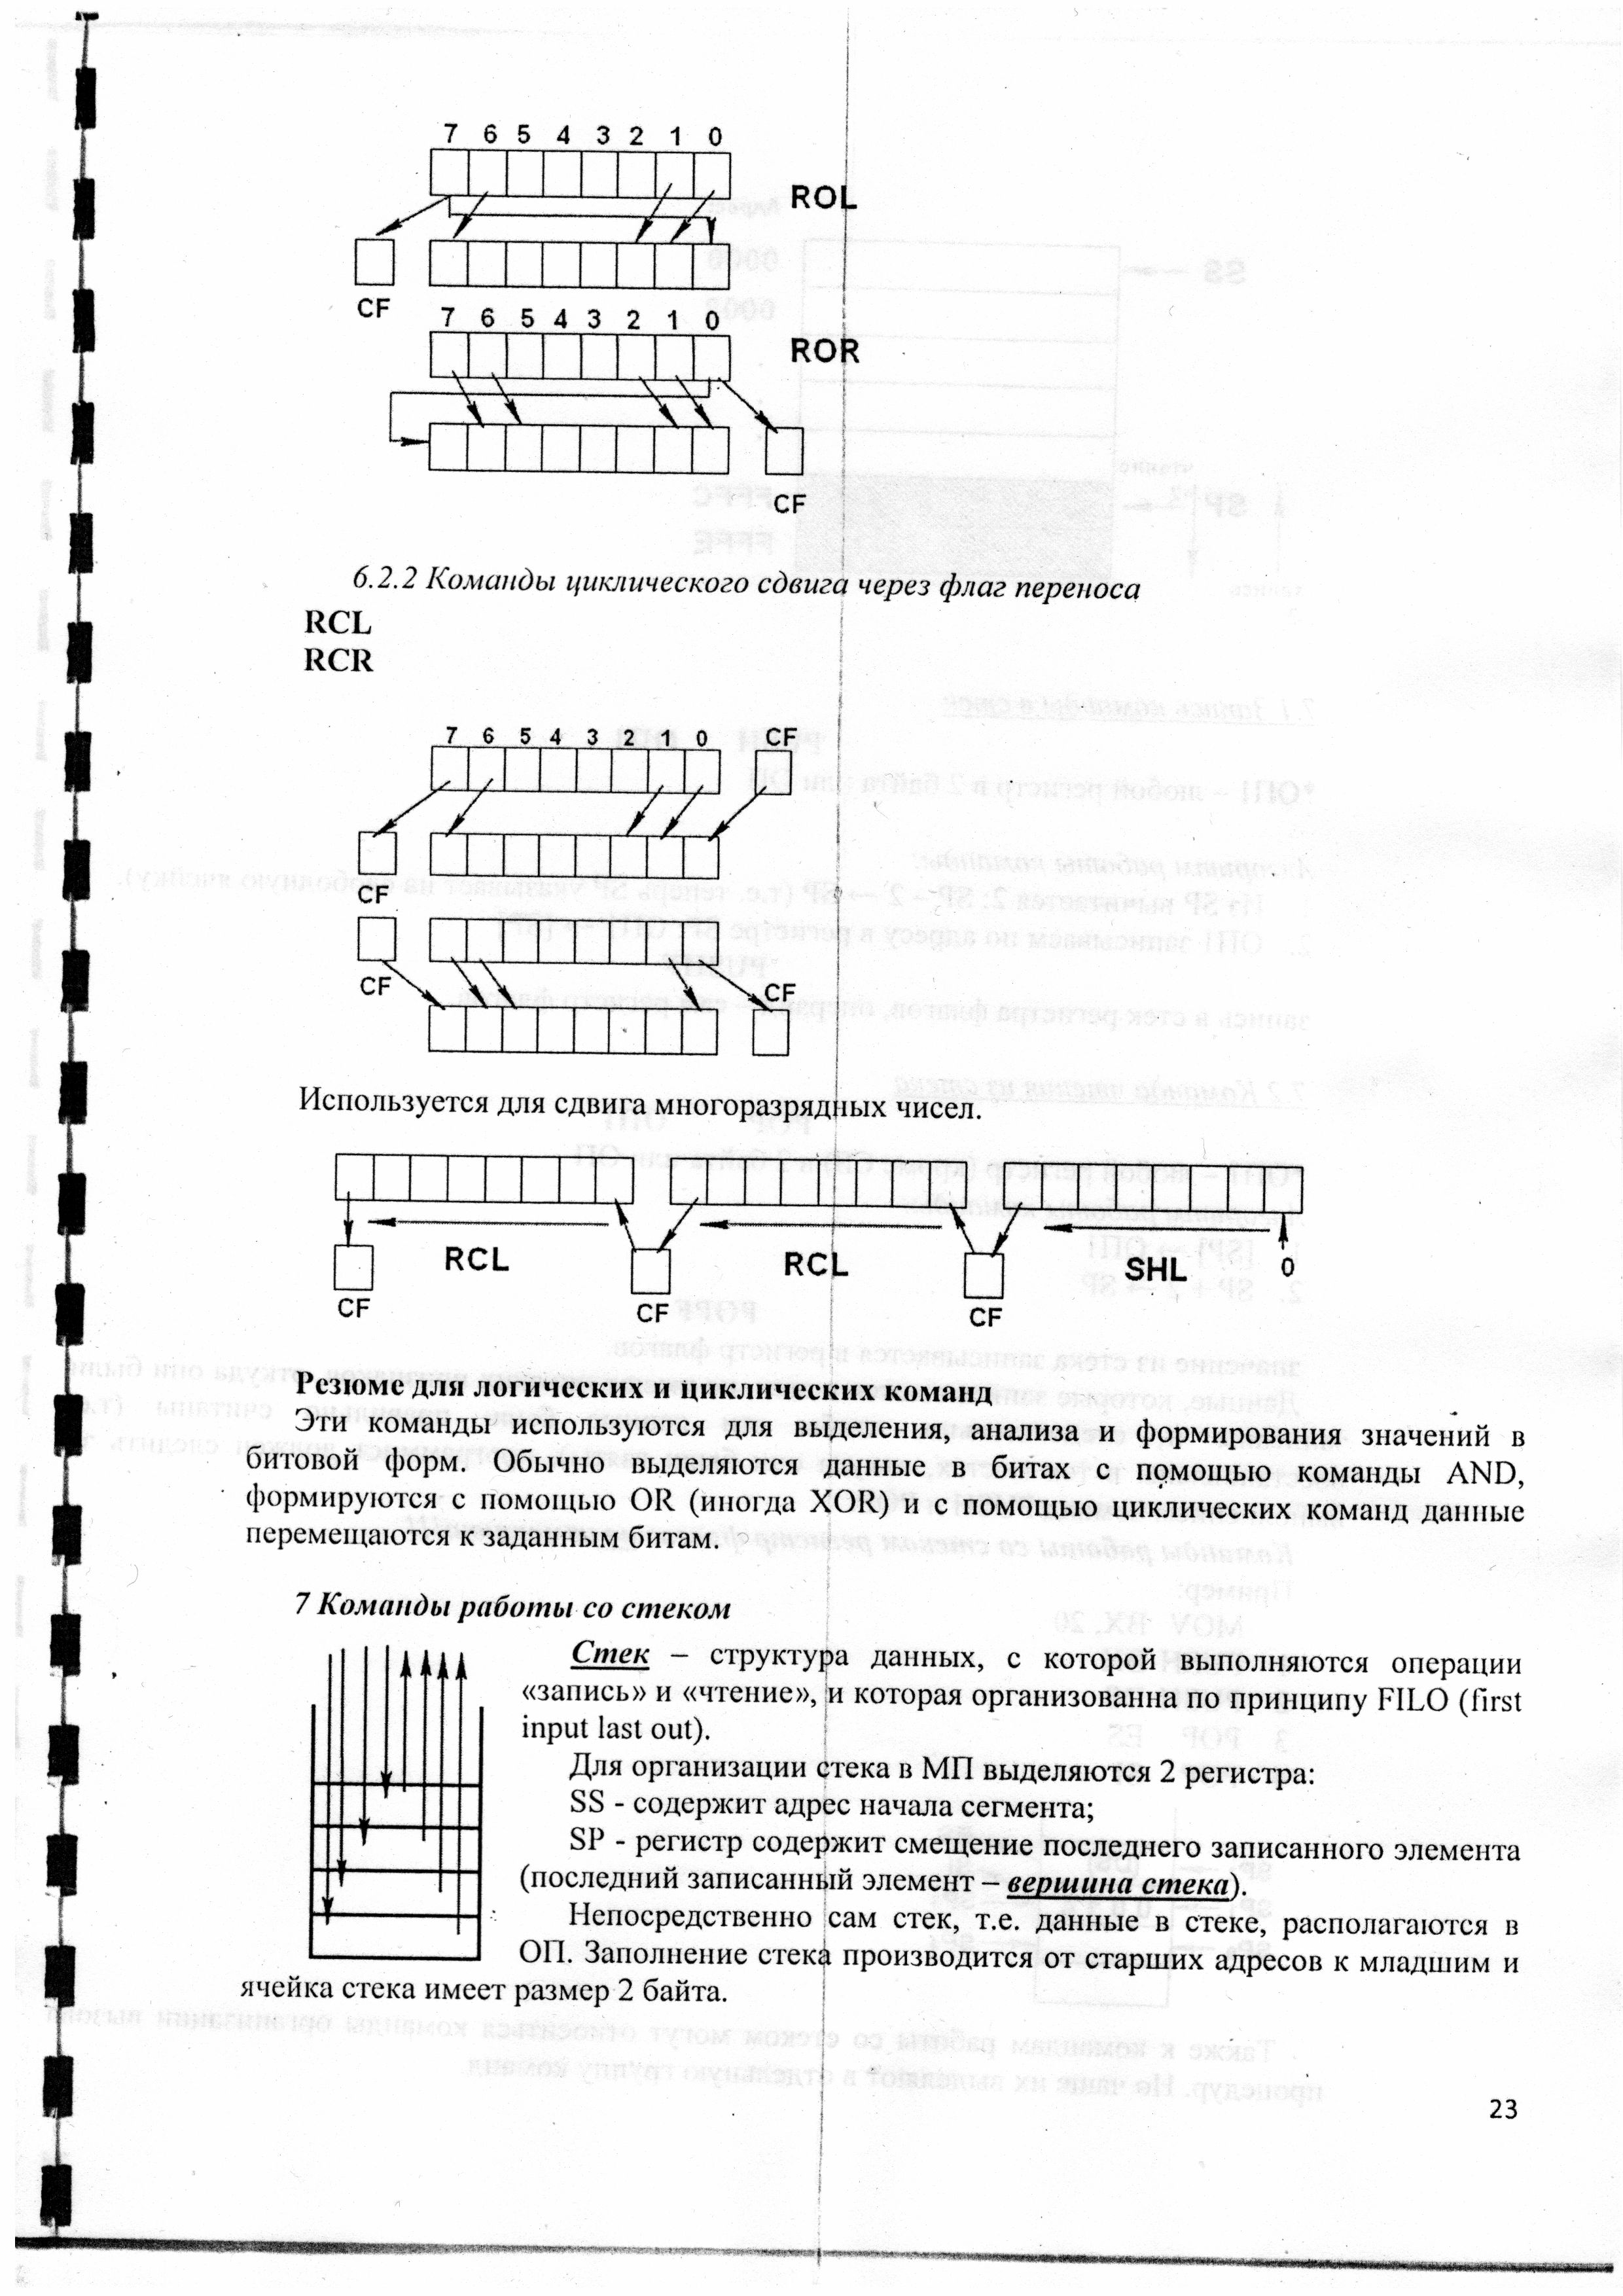 7 6 5 4 3 2 1 0
ROL
CF
7 6 5 4 3 2 1 0
ROR
CF
6.2.2 Команды циклического сдвига через флаг переноса
RCL
RCR
7 6 5 4 3 2 1 0 CF
CF
CF CF
Используется для сдвига многоразрядных чисел.
RCL RCL SHL 0
CF CF CF
Резюме для логических и циклических команд
Эти команды используются для выделения, анализа и формирования значений в
битовой форм. Обычно выделяются данные в битах с помощью команды AND,
формируются с помощью OR (иногда XOR) и с помощью циклических команд данные
перемещаются к заданным битам.
7 Команды работы со стеком
Стек – структура данных, с которой выполняются операции
«запись» и «чтение», и которая организованна по принципу FILO (first
input last out).
Для организации стека в МП выделяются 2 регистра:
SS - содержит адрес начала сегмента;
SP - регистр содержит смещение последнего записанного элемента
(последний записанный элемент – вершина стека).
Непосредственно сам стек, т.е. данные в стеке, располагаются в
ОП. Заполнение стека производится от старших адресов к младшим и
ячейка стека имеет размер 2 байта.
23